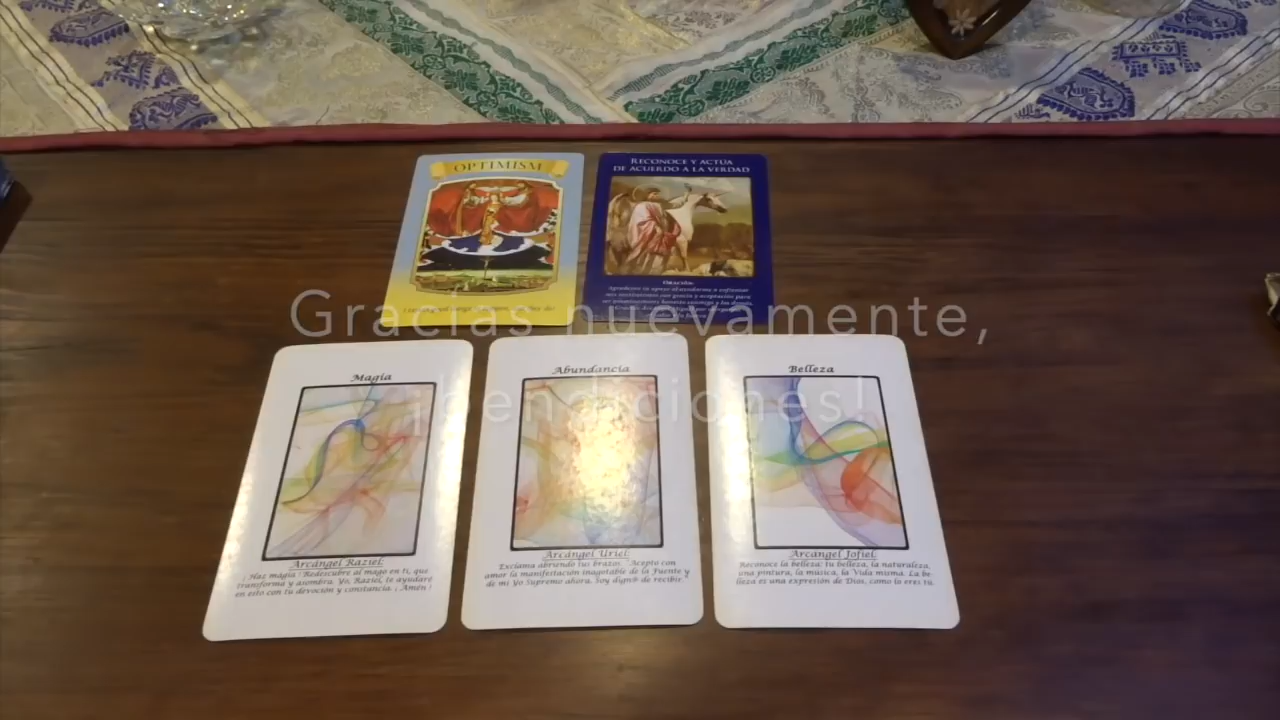 OPTIMISM
RECONOCE Y ACTÚA
DE ACUERDO A LA VERDAD
ORACIÓN:
Gracias nuevamente,
¡bendiciones!
Magia
Arcángel Raziel:
¡ Haz magia ! Redescubre al mago en ti, que
transforma y asombra. Yo, Raziel, te ayudaré
en esto con tu devoción y constancia. ¡ Amén !
Abundancia
Arcángel Uriel:
Exclama abriendo tus brazos: "Acepto con
amor la manifestación inagotable de la Fuente y
de mi Yo Supremo ahora. Soy dign@ de recibir."
Belleza
Arcángel Jofiel:
Reconoce la belleza: tu belleza, la naturaleza,
una pintura, la música, la Vida misma. La be
lleza es una expresión de Dios, como lo eres tú.